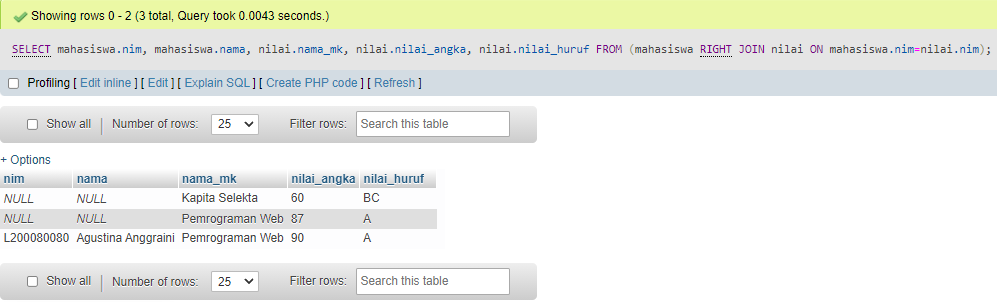 Showing rows 0 - 2 (3 total, Query took 0.0043 seconds.)
SELECT mahasiswa.nim, mahasiswa.nama, nilai.nama_mk, nilai.nilai_angka, nilai.nilai_huruf FROM (mahasiswa RIGHT JOIN nilai ON mahasiswa.nim=nilai.nim);
Profiling [ Edit inline ] [ Edit ] [ Explain SQL ] [ Create PHP code ] [ Refresh ]
Show all Number of rows: 25 Filter rows: Search this table
+ Options
nim nama nama_mk nilai_angka nilai_huruf
NULL NULL Kapita Selekta 60 BC
NULL NULL Pemrograman Web 87 A
L200080080 Agustina Anggraini Pemrograman Web 90 A
Show all Number of rows: 25 Filter rows: Search this table